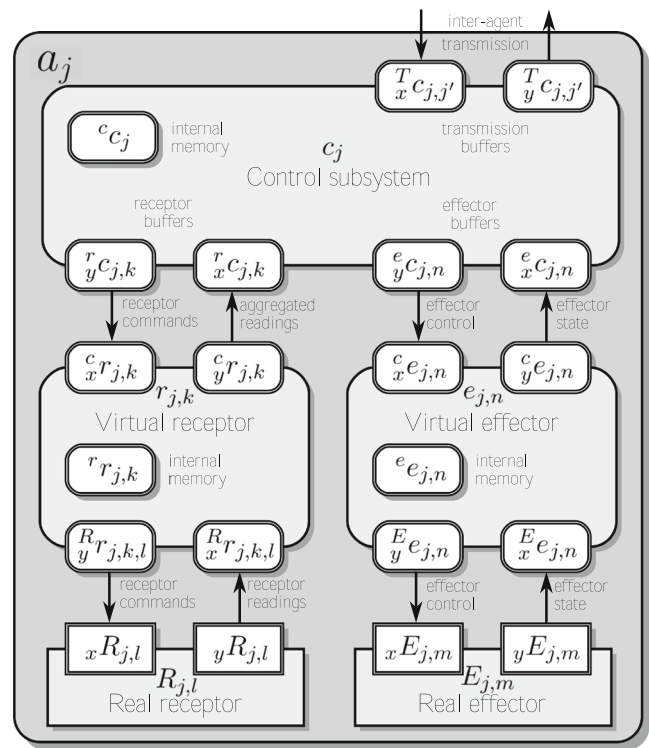 inter-agent
transmission
a_j
^T_x c_{j,j'} ^T_y c_{j,j'}
^c c_j
internal
memory
transmission
buffers
c_j
Control subsystem
receptor
buffers
effector
buffers
^r_y c_{j,k} ^r_x c_{j,k} ^e_y c_{j,n} ^e_x c_{j,n}
receptor
commands
aggregated
readings
effector
control
effector
state
^c_x r_{j,k} ^c_y r_{j,k} ^c_x e_{j,n} ^c_y e_{j,n}
r_{j,k} e_{j,n}
Virtual receptor Virtual effector
^r r_{j,k}
internal
memory
^e e_{j,n}
internal
memory
^R_y r_{j,k,l} ^R_x r_{j,k,l} ^E_y e_{j,n} ^E_x e_{j,n}
receptor
commands
receptor
readings
effector
control
effector
state
_x R_{j,l} _y R_{j,l} _x E_{j,m} _y E_{j,m}
R_{j,l} E_{j,m}
Real receptor Real effector